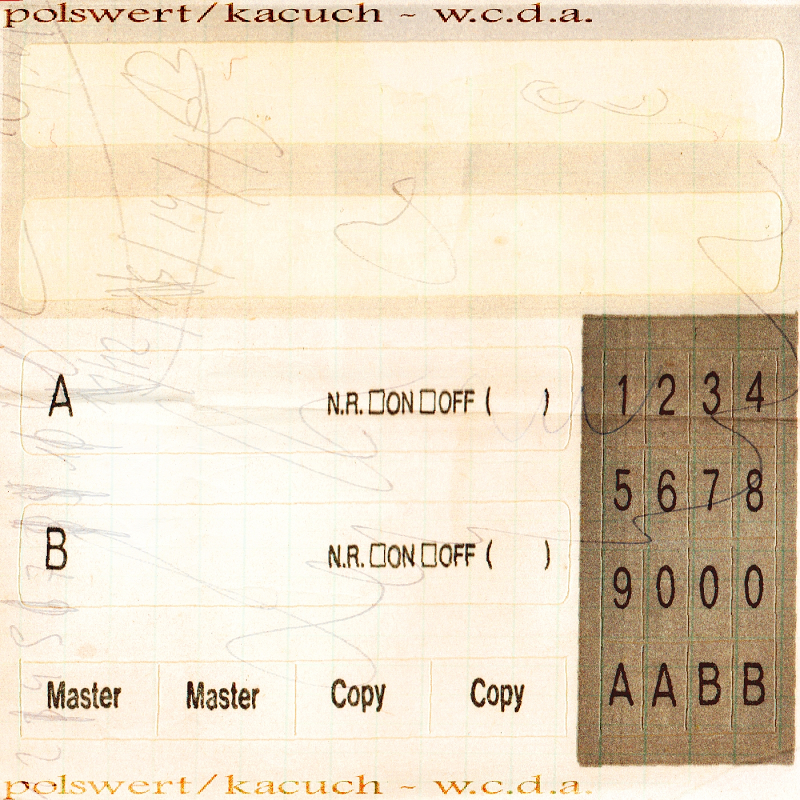 polswert/kacuch ~ w.c.d.a.
A N.R. □ON □OFF ( )
B N.R. □ON □OFF ( )
Master Master Copy Copy
1 2 3 4
5 6 7 8
9 0 0 0
A A B B
polswert/kacuch ~ w.c.d.a.